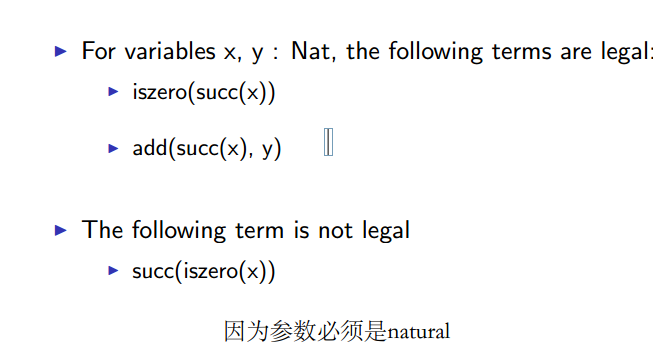 ▶ For variables x, y : Nat, the following terms are legal:
▶ iszero(succ(x))
▶ add(succ(x), y)
▶ The following term is not legal
▶ succ(iszero(x))
因为参数必须是natural